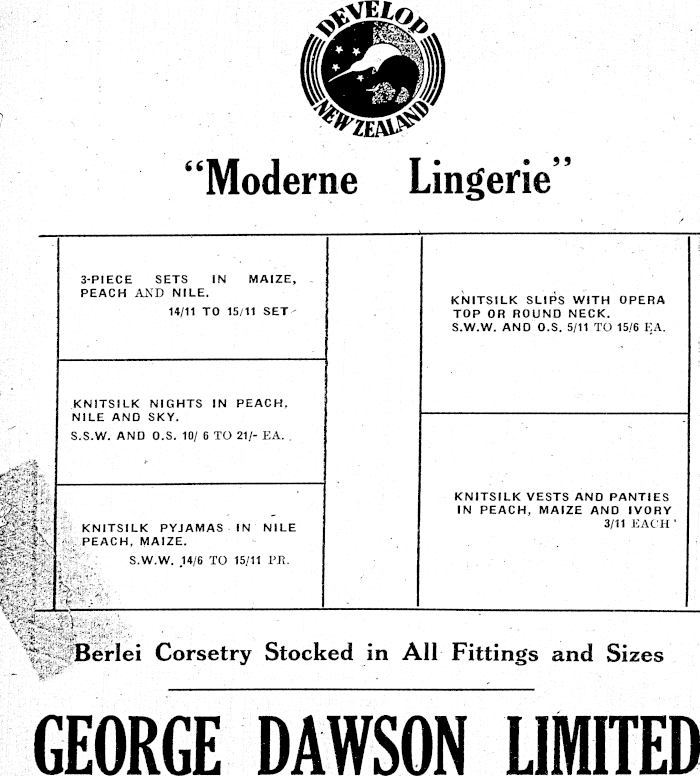 DEVELOP
NEW ZEALAND
"Moderne Lingerie"
3-PIECE SETS IN MAIZE,
PEACH AND NILE.
14/11 TO 15/11 SET
KNITSILK NIGHTS IN PEACH,
NILE AND SKY.
S.S.W. AND O.S. 10/6 TO 21/- EA.
KNITSILK PYJAMAS IN NILE
PEACH, MAIZE.
S.W.W. 14/6 TO 15/11 PR.
KNITSILK SLIPS WITH OPERA
TOP OR ROUND NECK.
S.W.W. AND O.S. 5/11 TO 15/6 EA.
KNITSILK VESTS AND PANTIES
IN PEACH, MAIZE AND IVORY
3/11 EACH
Berlei Corsetry Stocked in All Fittings and Sizes
GEORGE DAWSON LIMITED